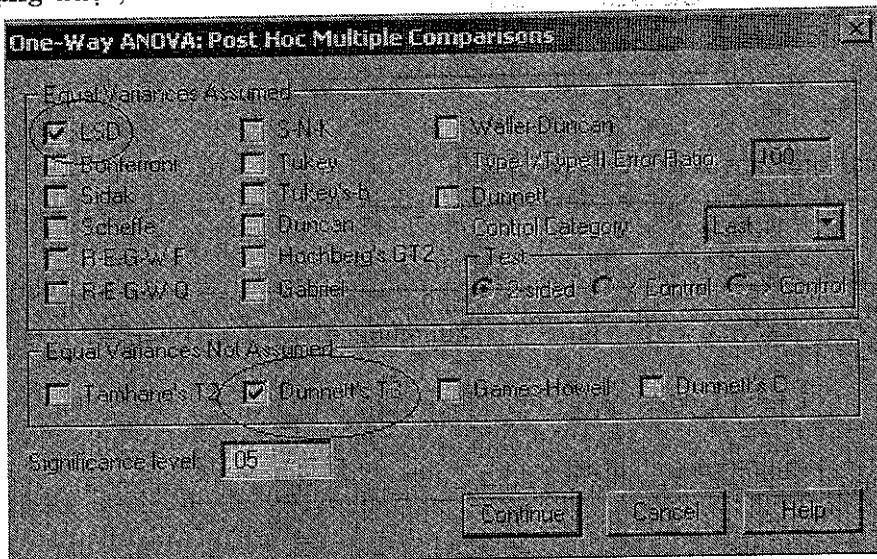 One-Way ANOVA: Post Hoc Multiple Comparisons
Equal Variances Assumed
LSD S-N-K Waller-Duncan
Bonferroni Tukey Type I/Type II Error Ratio 100
Sidak Tukey's-b Dunnett
Scheffe Duncan Control Category Last
R-E-G-W F Hochberg's GT2 Test
R-E-G-W Q Gabriel 2-sided < Control > Control
Equal Variances Not Assumed
Tamhane's T2 Dunnett's T3 Games-Howell Dunnett's C
Significance level: .05
Continue Cancel Help